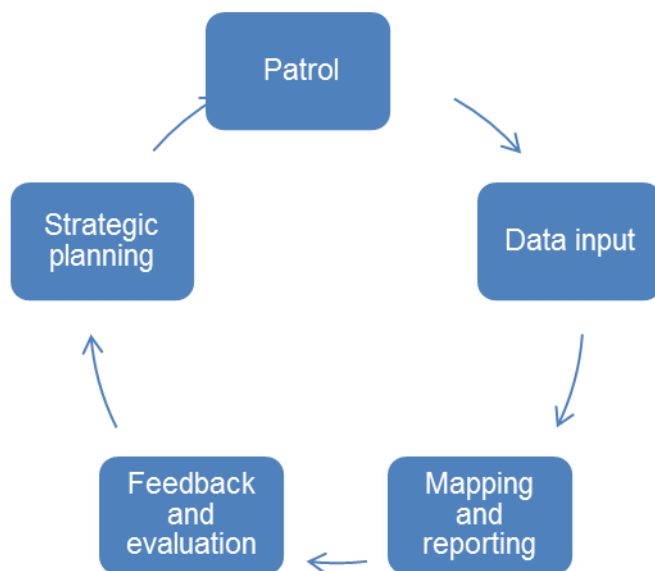 Patrol
Data input
Mapping
and
reporting
Feedback
and
evaluation
Strategic
planning